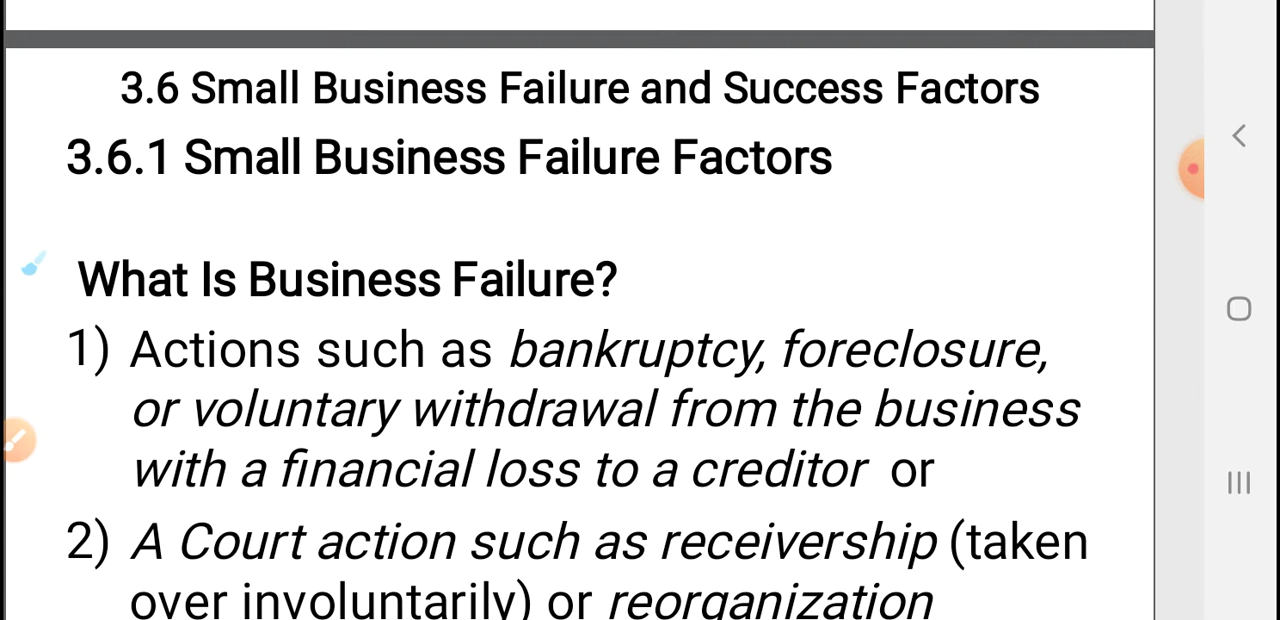 3.6 Small Business Failure and Success Factors
3.6.1 Small Business Failure Factors
What Is Business Failure?
1) Actions such as bankruptcy, foreclosure,
or voluntary withdrawal from the business
with a financial loss to a creditor or
2) A Court action such as receivership (taken
over involuntarily) or reorganization